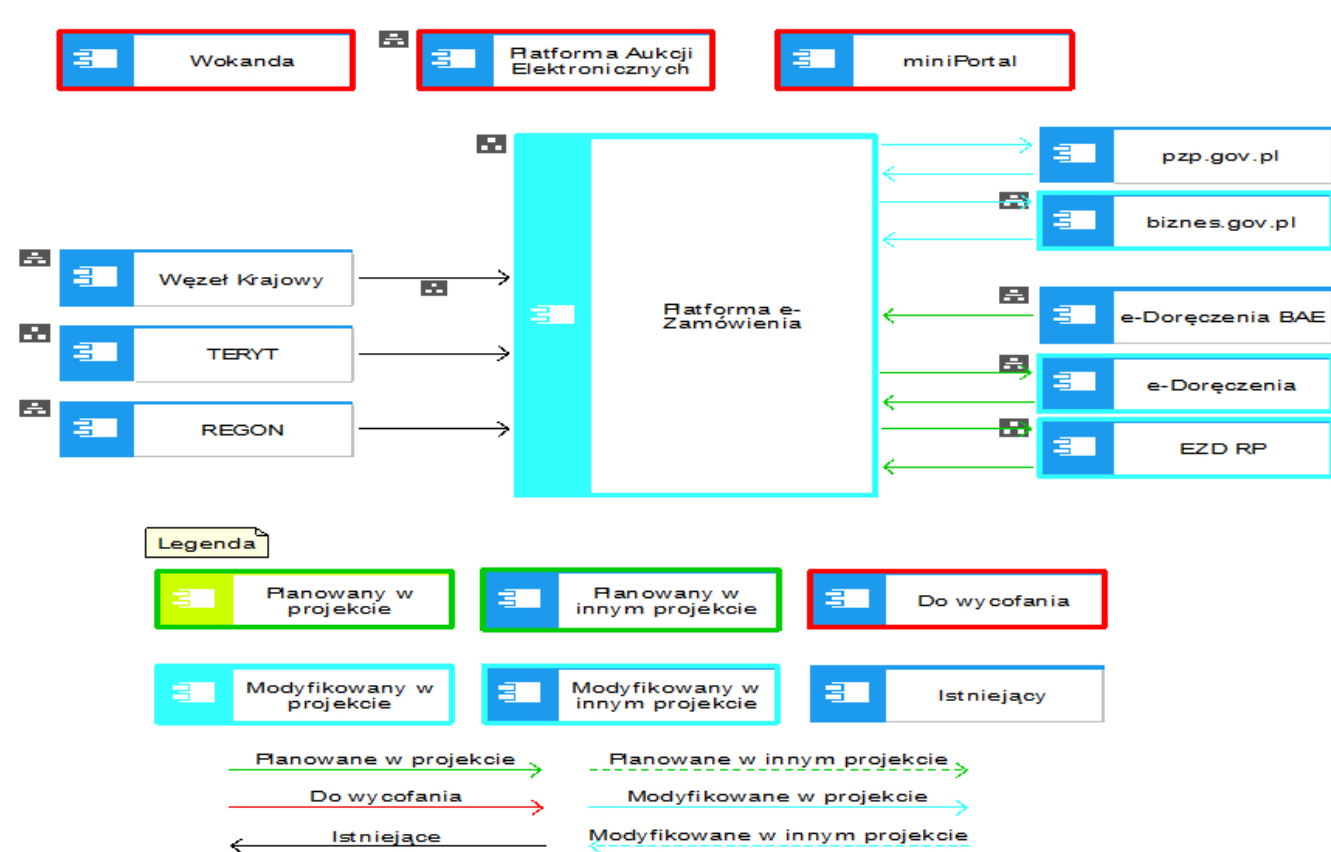 Wokanda
Platforma Aukcji
Elektronicznych
miniPortal
pzp.gov.pl
biznes.gov.pl
Węzeł Krajowy
TERYT
REGON
Platforma e-
Zamówienia
e-Doręczenia BAE
e-Doręczenia
EZD RP
Legenda
Planowany w
projekcie
Planowany w
innym projekcie
Do wycofania
Modyfikowany w
projekcie
Modyfikowany w
innym projekcie
Istniejący
Planowane w projekcie
Planowane w innym projekcie
Do wycofania
Modyfikowane w projekcie
Istniejące
Modyfikowane w innym projekcie